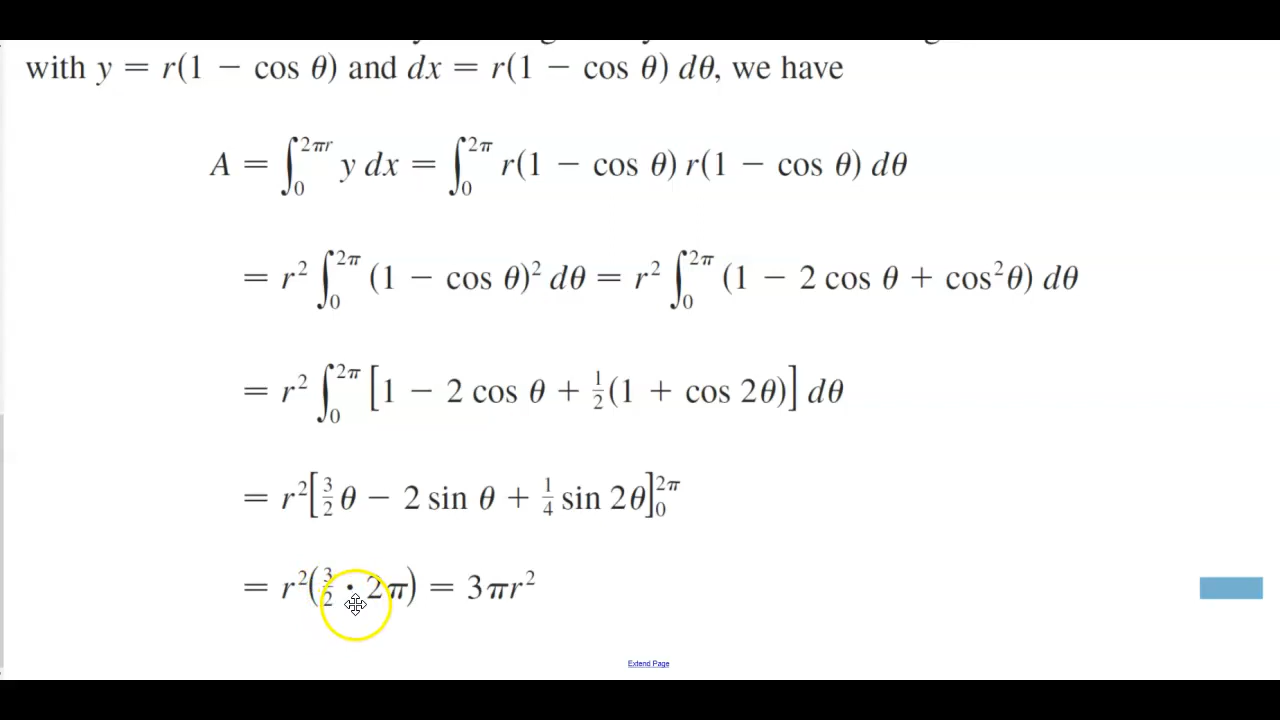 with y = r(1 − cos θ) and dx = r(1 − cos θ) dθ, we have
A = ∫₀^{2πr} y dx = ∫₀^{2π} r(1 − cos θ) r(1 − cos θ) dθ
= r² ∫₀^{2π} (1 − cos θ)² dθ = r² ∫₀^{2π} (1 − 2 cos θ + cos²θ) dθ
= r² ∫₀^{2π} [1 − 2 cos θ + ½(1 + cos 2θ)] dθ
= r²[3/2 θ − 2 sin θ + ¼ sin 2θ]₀^{2π}
= r²(3/2 · 2π) = 3πr²
Extend Page